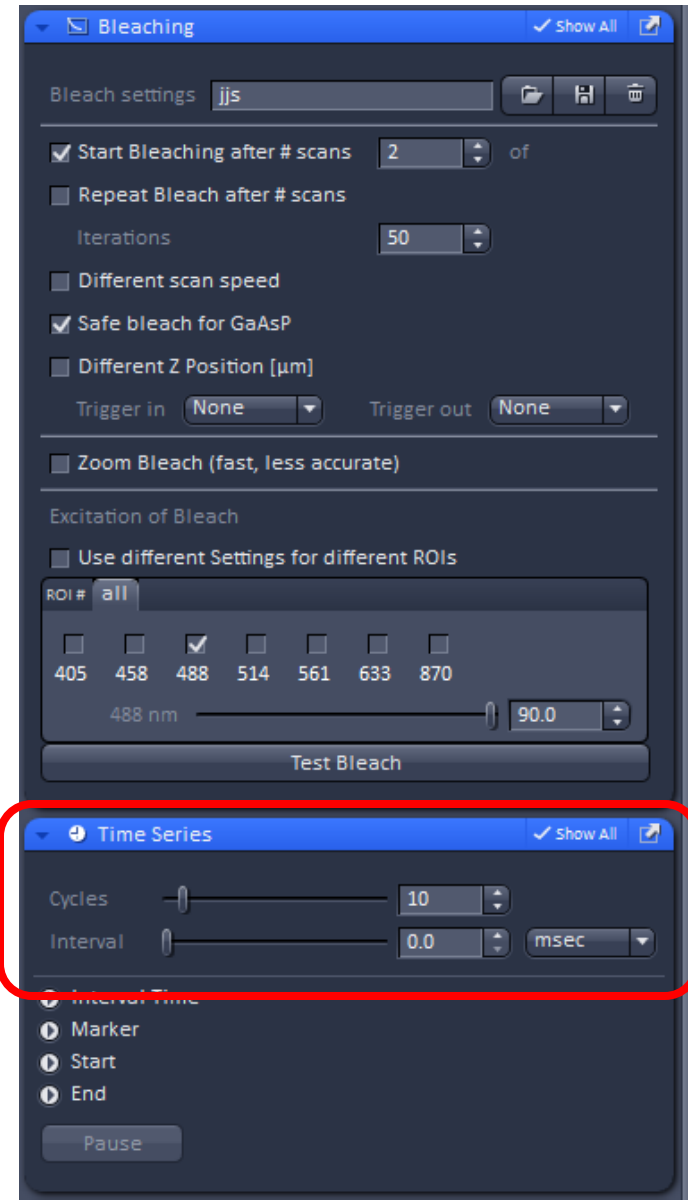 Bleaching Show All
Bleach settings jjs
Start Bleaching after # scans 2 of
Repeat Bleach after # scans
Iterations 50
Different scan speed
Safe bleach for GaAsP
Different Z Position [µm]
Trigger in None Trigger out None
Zoom Bleach (fast, less accurate)
Excitation of Bleach
Use different Settings for different ROIs
ROI # all
405 458 488 514 561 633 870
488 nm 90.0
Test Bleach
Time Series Show All
Cycles 10
Interval 0.0 msec
Interval Time
Marker
Start
End
Pause